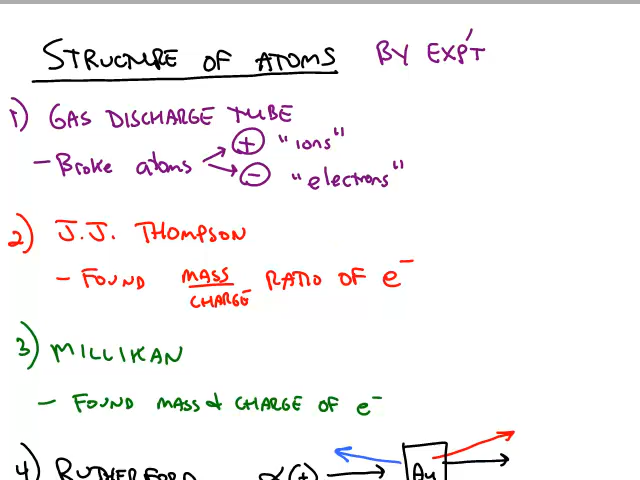 STRUCTURE OF ATOMS BY EXP'T
1) GAS DISCHARGE TUBE
- Broke atoms + "ions"
- "electrons"
2) J.J. THOMPSON
- FOUND MASS/CHARGE RATIO OF e⁻
3) MILLIKAN
- FOUND MASS & CHARGE OF e⁻
4) RUTHERFORD α(+) Au